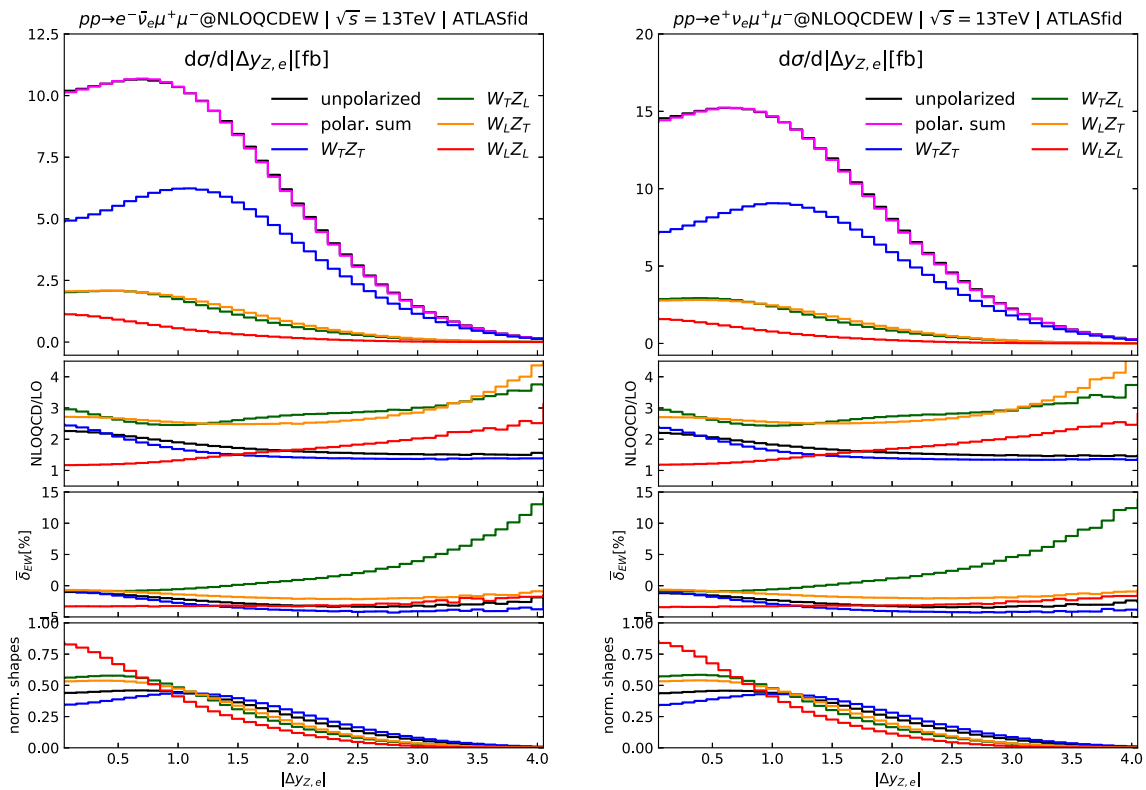 pp→e⁻ν̄ₑμ⁺μ⁻@NLOQCDEW | √s = 13TeV | ATLASfid
dσ/d|Δy_{Z,e}|[fb]
unpolarized
polar. sum
W_TZ_T
W_TZ_L
W_LZ_T
W_LZ_L
12.5
10.0
7.5
5.0
2.5
0.0
NLOQCD/LO
4
3
2
1
δ̄_{EW}[%]
15
10
5
0
−5
norm. shapes
1.00
0.75
0.50
0.25
0.00
0.5 1.0 1.5 2.0 2.5 3.0 3.5 4.0
|Δy_{Z,e}|
pp→e⁺νₑμ⁺μ⁻@NLOQCDEW | √s = 13TeV | ATLASfid
dσ/d|Δy_{Z,e}|[fb]
unpolarized
polar. sum
W_TZ_T
W_TZ_L
W_LZ_T
W_LZ_L
20
15
10
5
0
NLOQCD/LO
4
3
2
1
δ̄_{EW}[%]
15
10
5
0
−5
norm. shapes
1.00
0.75
0.50
0.25
0.00
0.5 1.0 1.5 2.0 2.5 3.0 3.5 4.0
|Δy_{Z,e}|